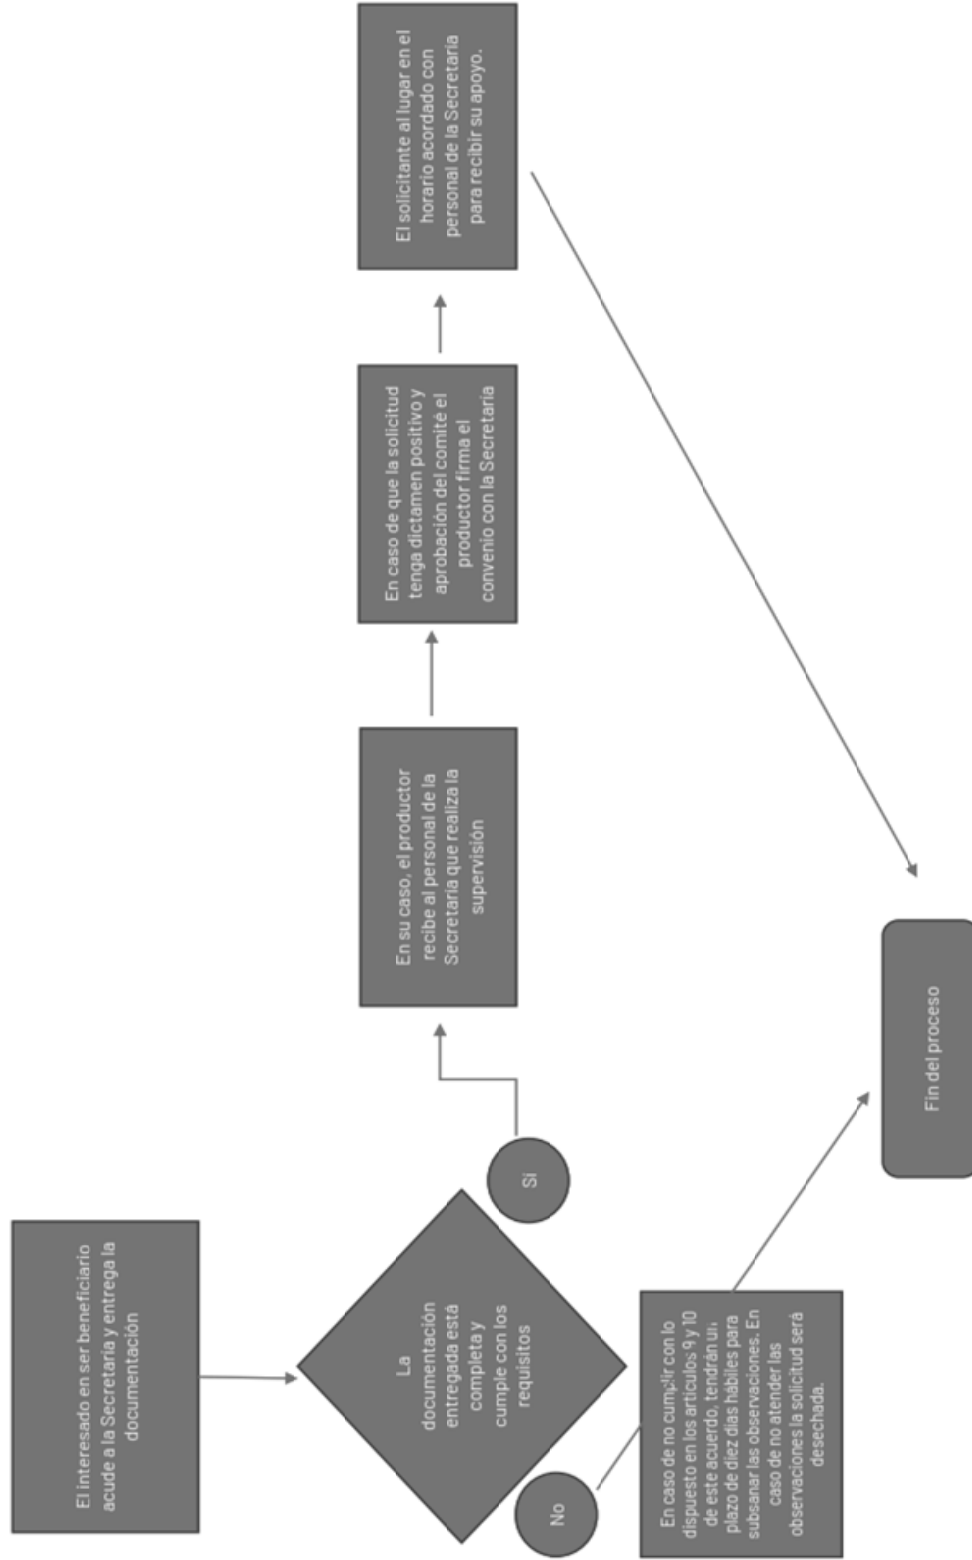 El interesado en ser beneficiario
acude a la Secretaria y entrega la
documentación
La
documentación
entregada está
completa y
cumple con los
requisitos
No
Si
En caso de no cumplir con lo
dispuesto en los artículos 9 y 10
de este acuerdo, tendrán un
plazo de diez días hábiles para
subsanar las observaciones. En
caso de no atender las
observaciones la solicitud será
desechada.
En su caso, el productor
recibe al personal de la
Secretaria que realiza la
supervisión
En caso de que la solicitud
tenga dictamen positivo y
aprobación del comité el
productor firma el
convenio con la Secretaria
El solicitante al lugar en el
horario acordado con
personal de la Secretaria
para recibir su apoyo.
Fin del proceso